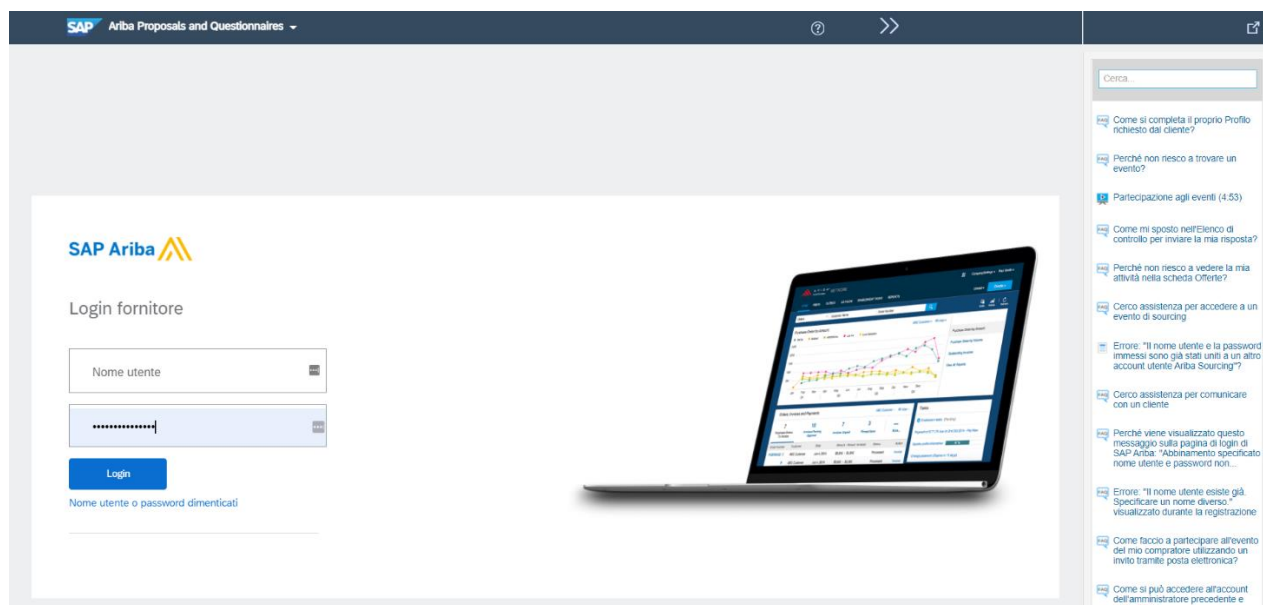 SAP Ariba Proposals and Questionnaires
Cerca...
Come si completa il proprio Profilo
richiesto dal cliente?
Perché non riesco a trovare un
evento?
Partecipazione agli eventi (4:53)
Come mi sposto nell'Elenco di
controllo per inviare la mia risposta?
Perché non riesco a vedere la mia
attività nella scheda Offerte?
Cerco assistenza per accedere a un
evento di sourcing
Errore: "Il nome utente e la password
immessi sono già stati uniti a un altro
account utente Ariba Sourcing"?
Cerco assistenza per comunicare
con un cliente
Perché viene visualizzato questo
messaggio sulla pagina di login di
SAP Ariba: "Abbinamento specificato
nome utente e password non...
Errore: "Il nome utente esiste già.
Specificare un nome diverso."
visualizzato durante la registrazione
Come faccio a partecipare all'evento
del mio compratore utilizzando un
invito tramite posta elettronica?
Come si può accedere all'account
dell'amministratore precedente e
SAP Ariba
Login fornitore
Nome utente
Login
Nome utente o password dimenticati